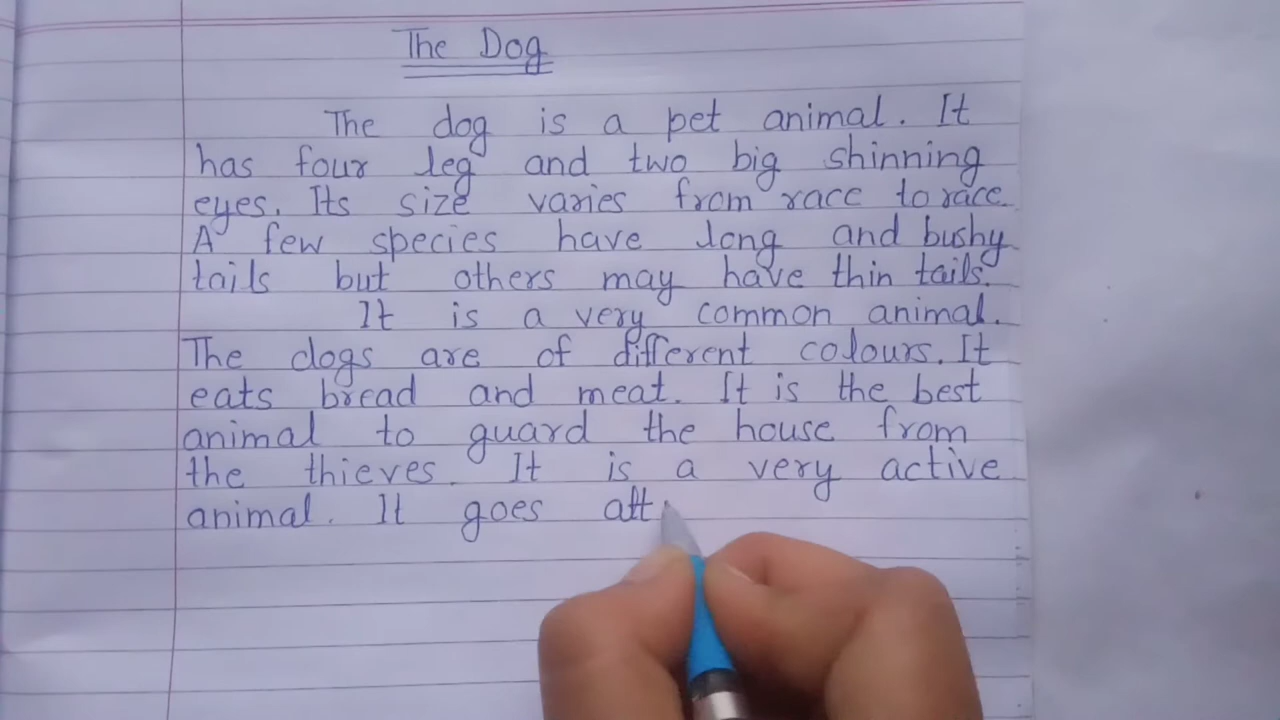 The Dog
The dog is a pet animal. It
has four leg and two big shinning
eyes. Its size varies from race to race.
A few species have long and bushy
tails but others may have thin tails.
It is a very common animal.
The dogs are of different colours. It
eats bread and meat. It is the best
animal to guard the house from
the thieves. It is a very active
animal. It goes aft